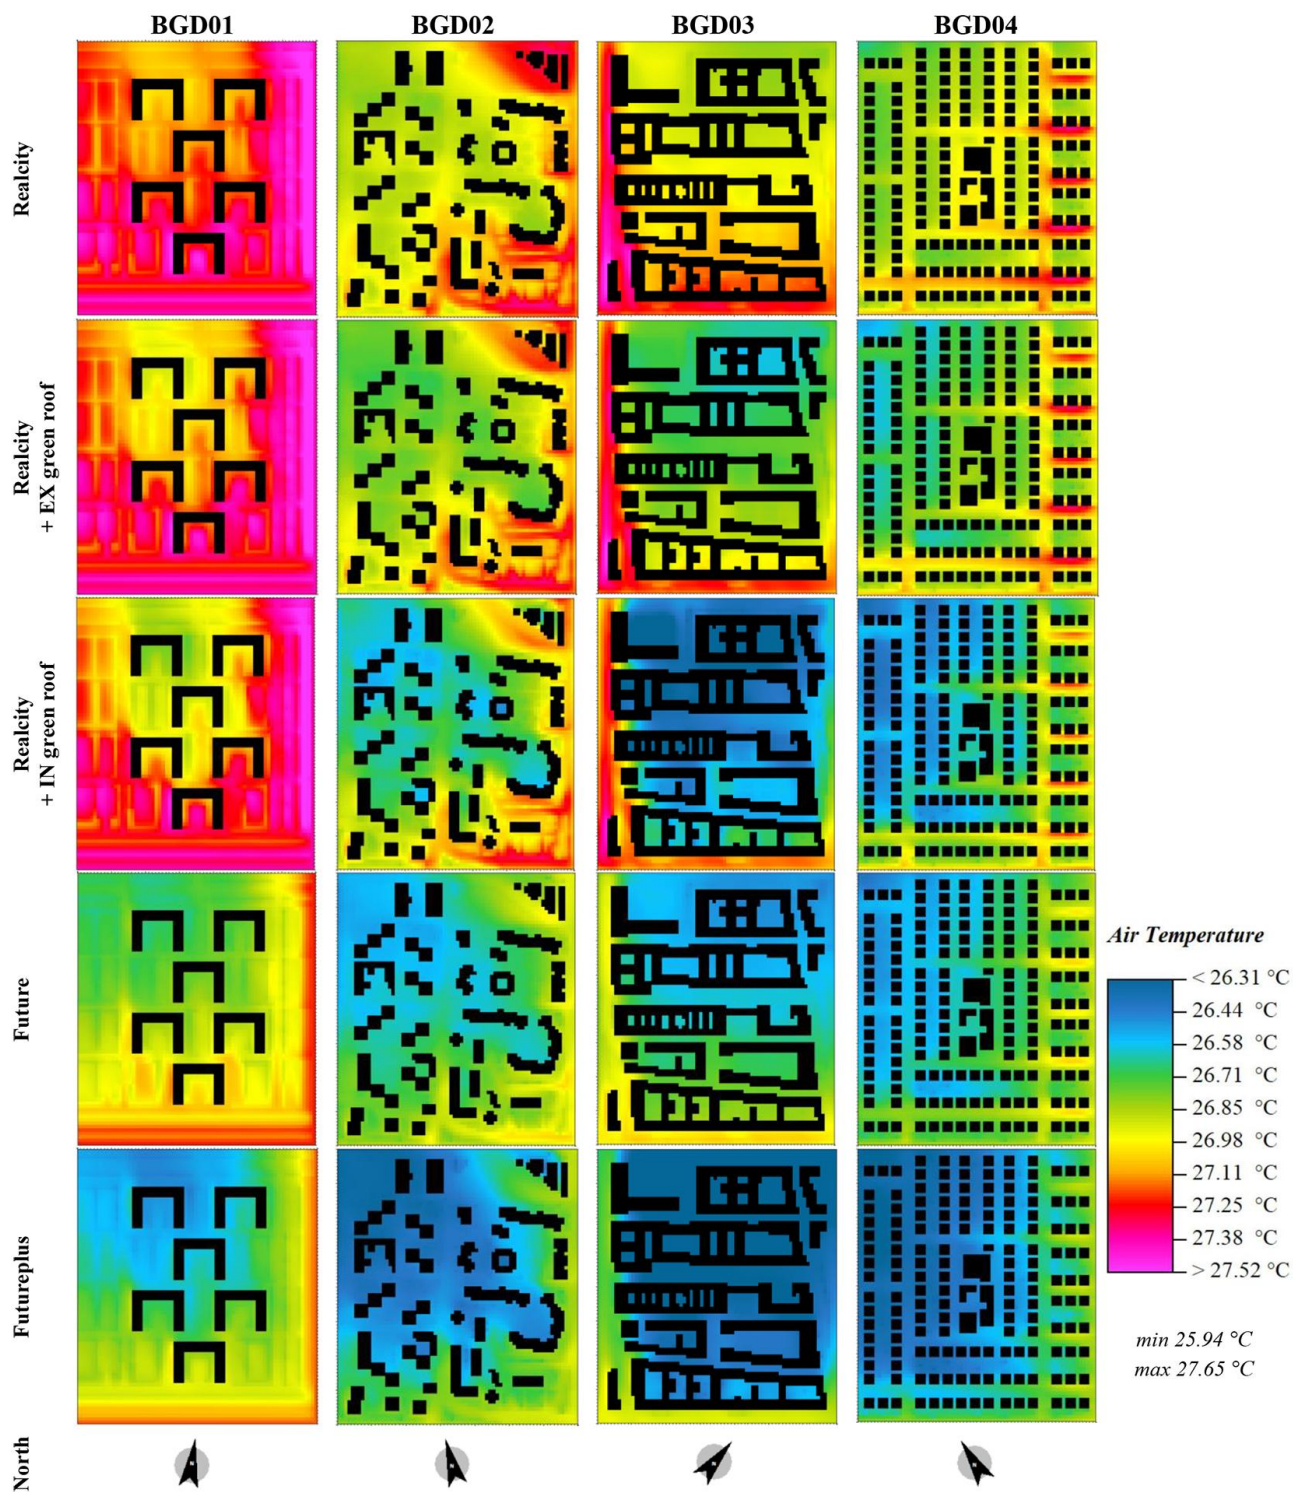 BGD01 BGD02 BGD03 BGD04
Realcity
Realcity
+ EX green roof
Realcity
+ IN green roof
Future
Air Temperature
< 26.31 °C
26.44 °C
26.58 °C
26.71 °C
26.85 °C
26.98 °C
27.11 °C
27.25 °C
27.38 °C
> 27.52 °C
Futureplus
min 25.94 °C
max 27.65 °C
North
N N N N